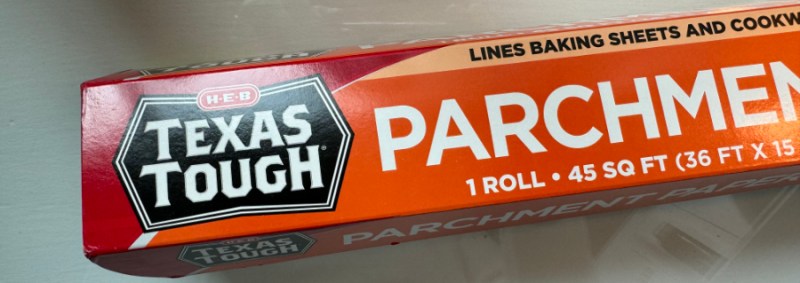 LINES BAKING SHEETS AND COOKW
H-E-B
TEXAS
TOUGH
PARCHMEN
1 ROLL • 45 SQ FT (36 FT X 15
PARCHMENT PAPER
TEXAS
TOUGH